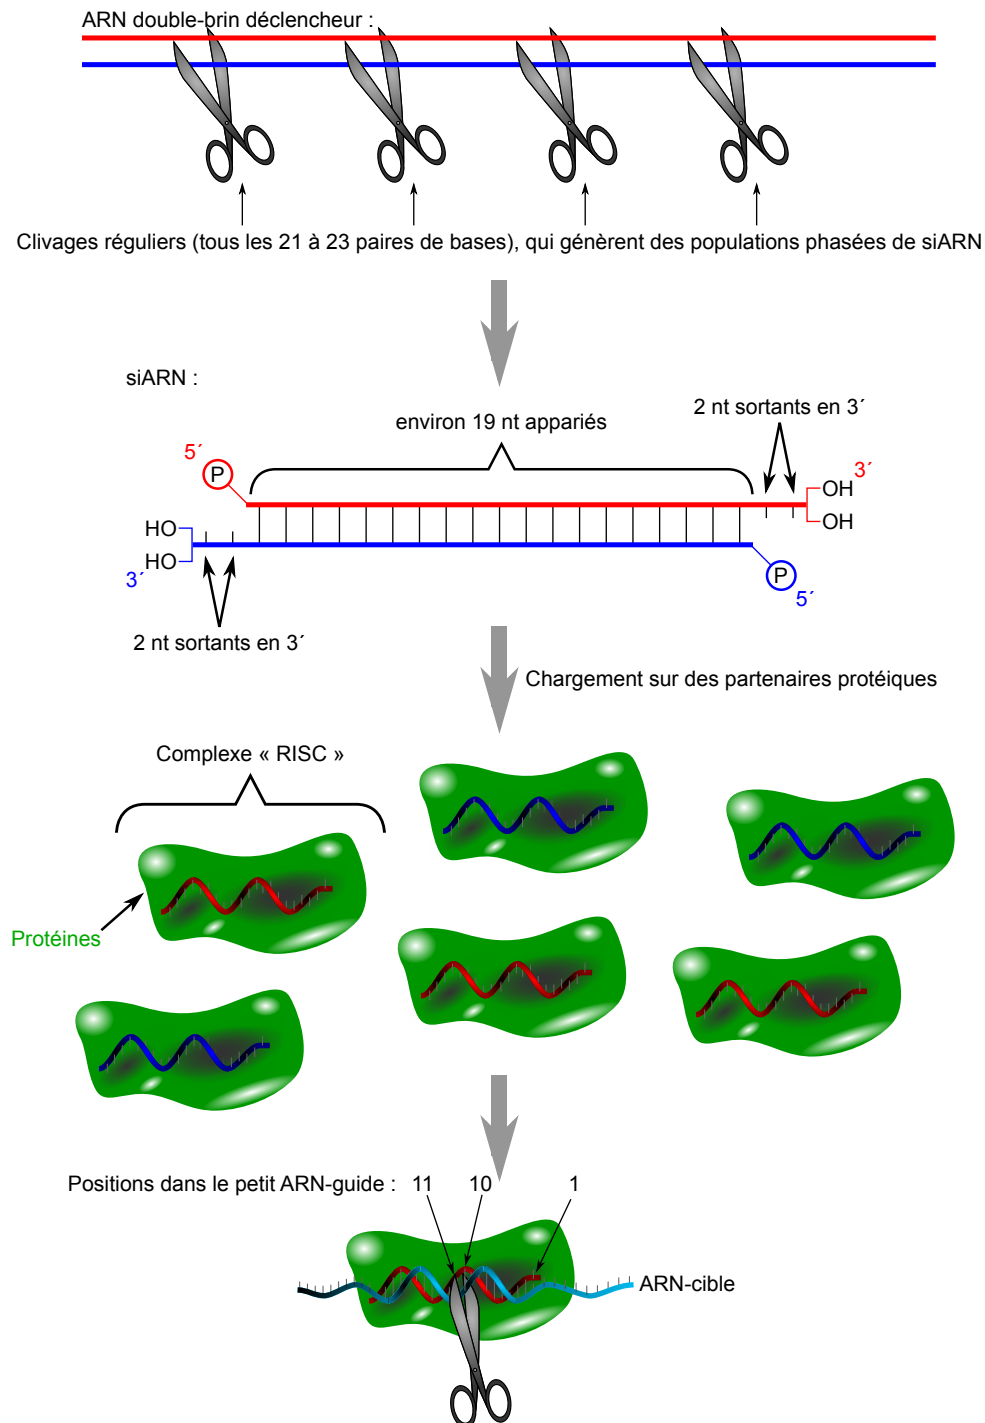 ARN double-brin déclencheur :
Clivages réguliers (tous les 21 à 23 paires de bases), qui génèrent des populations phasées de siARN
siARN :
2 nt sortants en 3´
environ 19 nt appariés
5´
P
3´
OH
OH
HO
HO
3´
P
5´
2 nt sortants en 3´
Chargement sur des partenaires protéiques
Complexe « RISC »
Protéines
Positions dans le petit ARN-guide : 11 10 1
ARN-cible